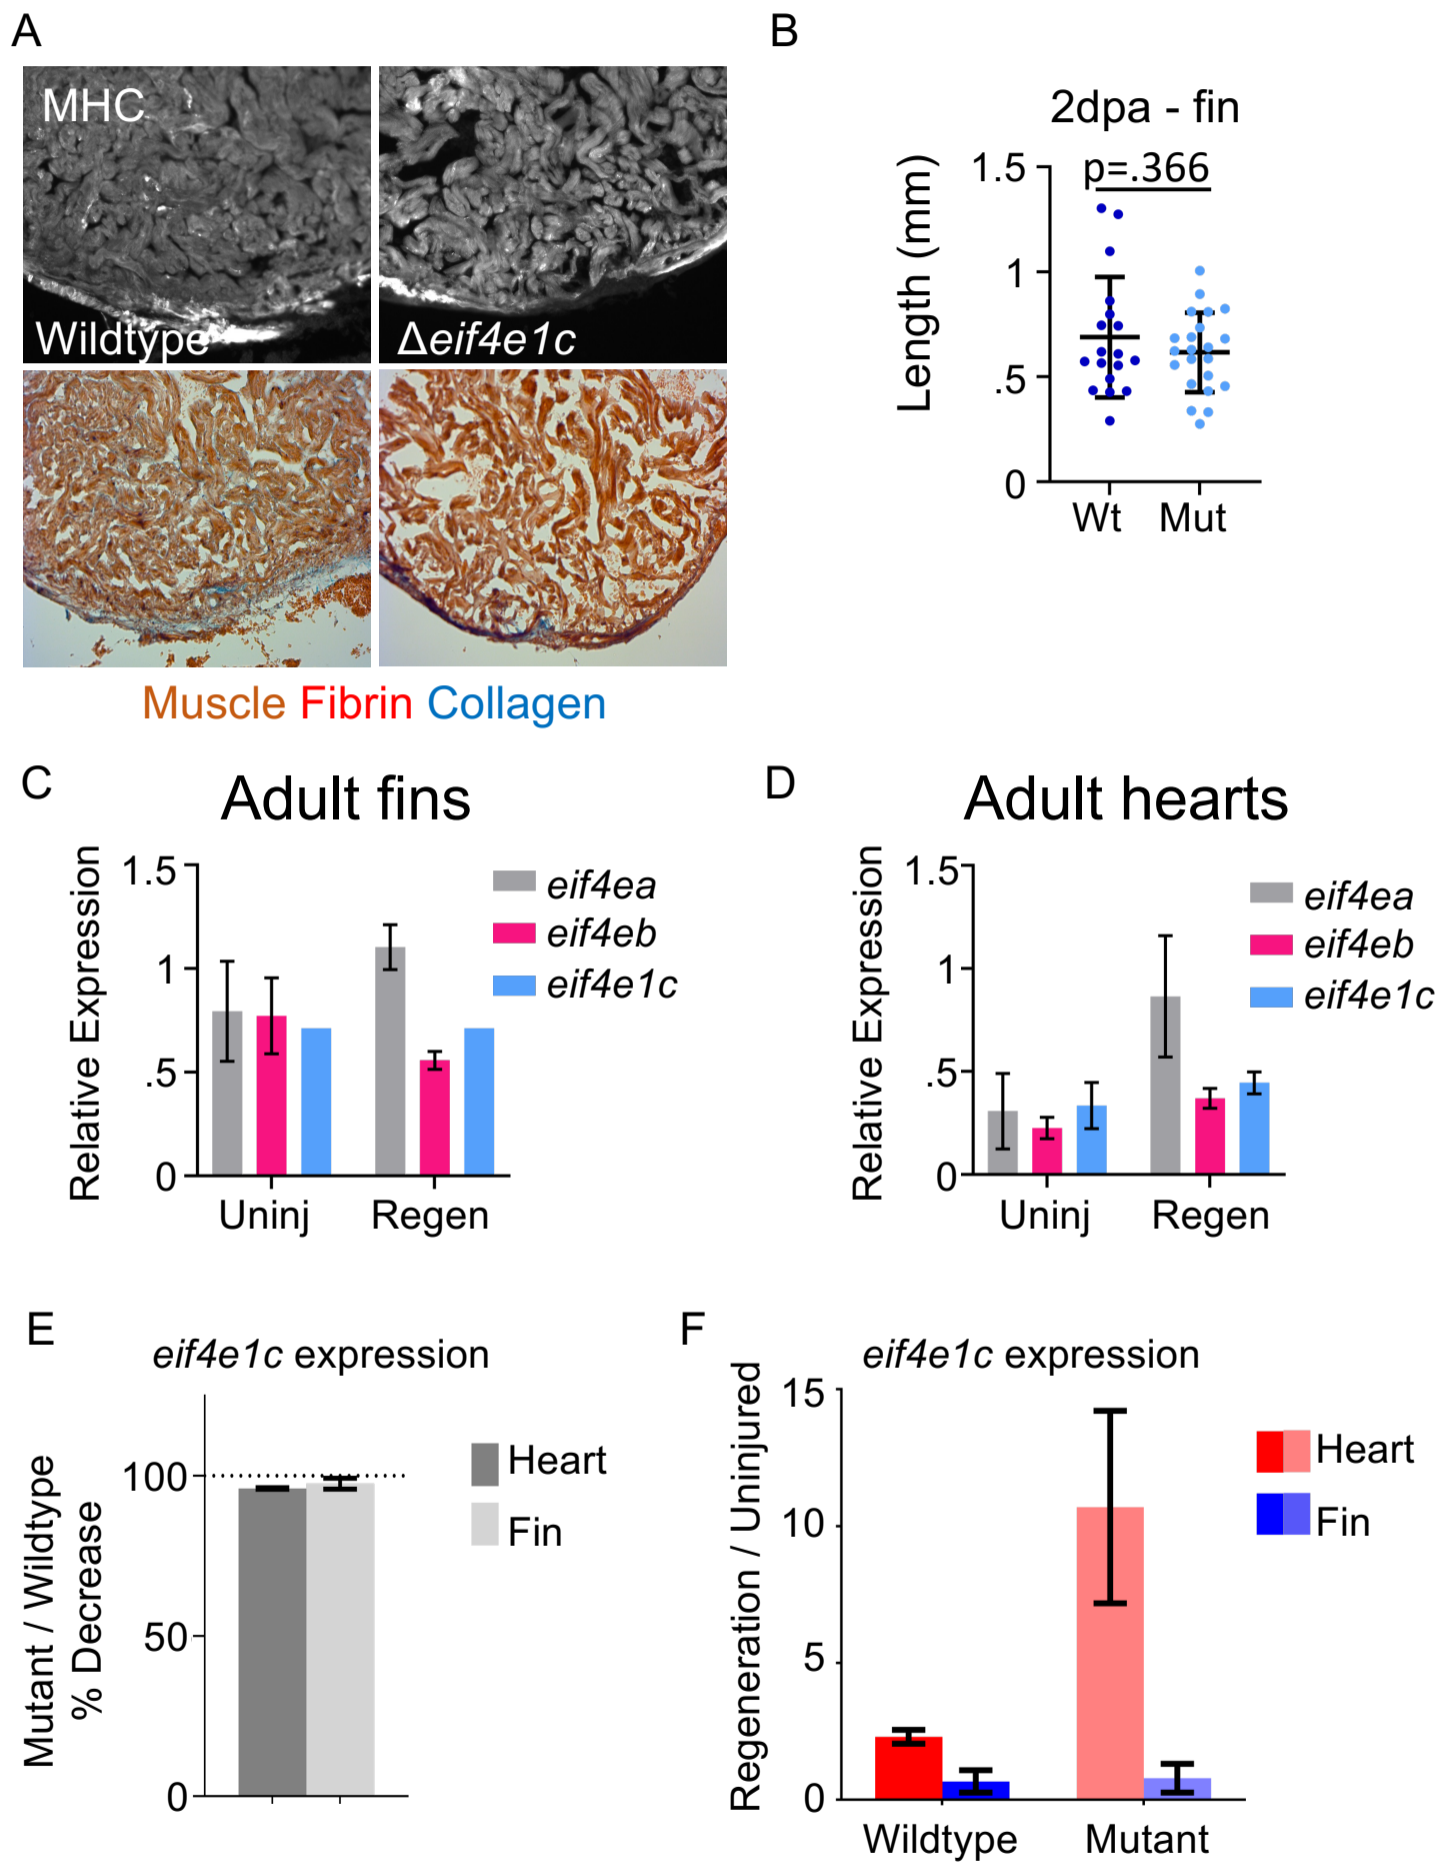 A
MHC
Wildtype
Δeif4e1c
Muscle Fibrin Collagen
B
2dpa - fin
p=.366
Length (mm)
1.5
1
.5
0
Wt Mut
C
Adult fins
Relative Expression
1.5
1
.5
0
eif4ea
eif4eb
eif4e1c
Uninj Regen
D
Adult hearts
Relative Expression
1.5
1
.5
0
eif4ea
eif4eb
eif4e1c
Uninj Regen
E
eif4e1c expression
Mutant / Wildtype
% Decrease
100
50
0
Heart
Fin
F
eif4e1c expression
Regeneration / Uninjured
15
10
5
0
Heart
Fin
Wildtype Mutant